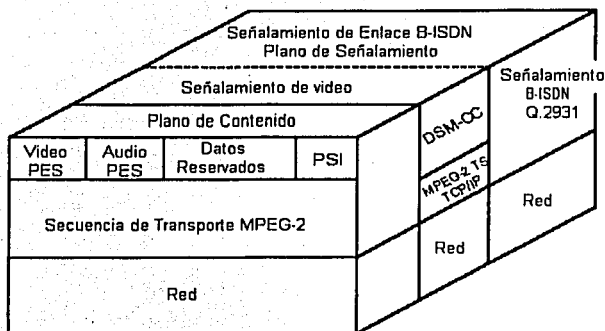 Señalamiento de Enlace B-ISDN
Plano de Señalamiento
Señalamiento de video
Plano de Contenido
Video
PES
Audio
PES
Datos
Reservados
PSI
Secuencia de Transporte MPEG-2
Red
DSM-CC
MPEG-2 TS
TCP/IP
Red
Señalamiento
B-ISDN
Q.2931
Red